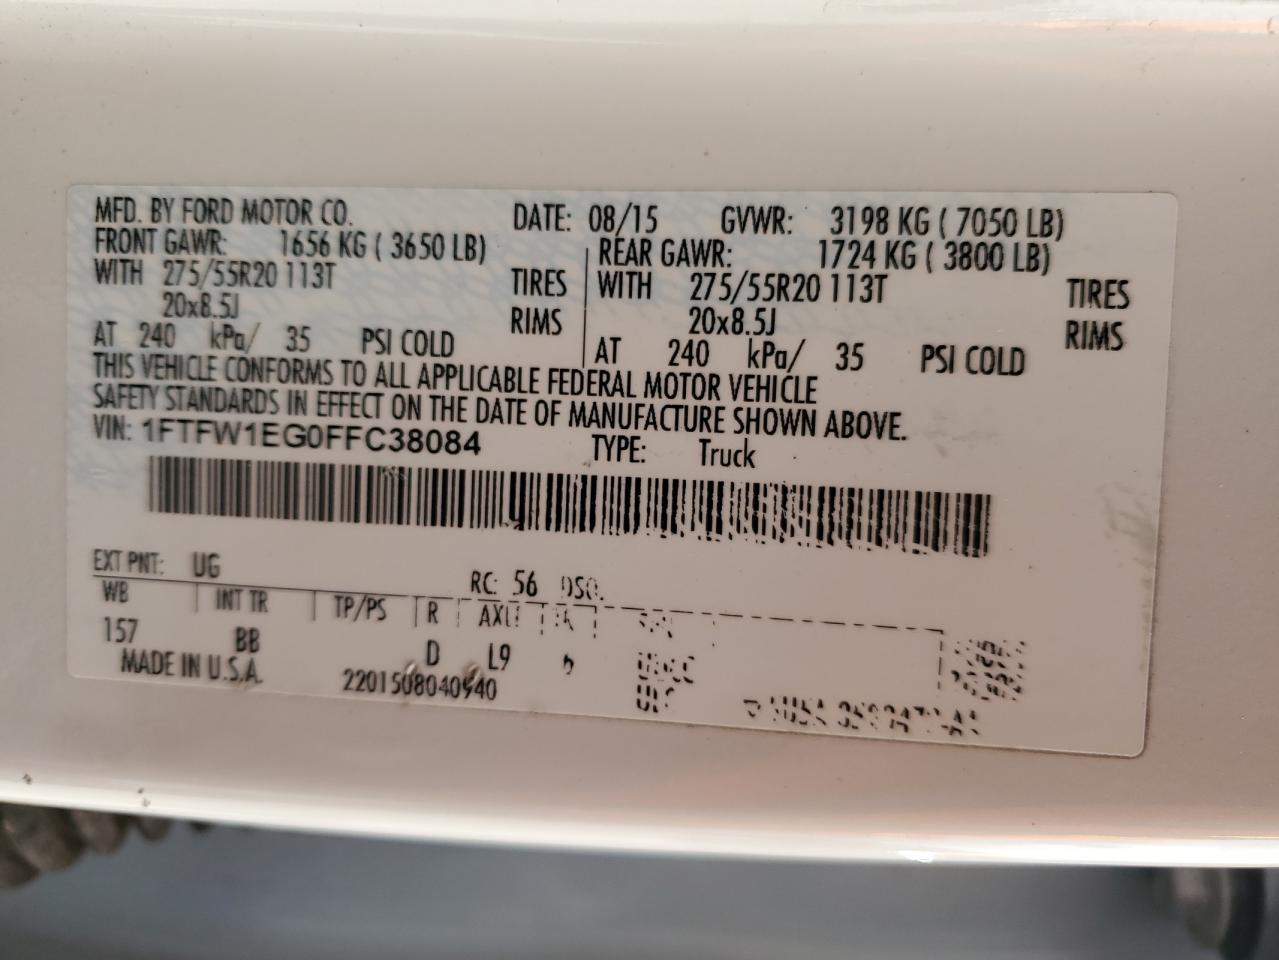 MFD. BY FORD MOTOR CO.
DATE: 08/15 GVWR: 3198 KG ( 7050 LB)
FRONT GAWR: 1656 KG ( 3650 LB)
WITH 275/55R20 113T TIRES
20x8.5J RIMS
AT 240 kPa/ 35 PSI COLD
REAR GAWR: 1724 KG ( 3800 LB)
WITH 275/55R20 113T TIRES
20x8.5J RIMS
AT 240 kPa/ 35 PSI COLD
THIS VEHICLE CONFORMS TO ALL APPLICABLE FEDERAL MOTOR VEHICLE
SAFETY STANDARDS IN EFFECT ON THE DATE OF MANUFACTURE SHOWN ABOVE.
VIN: 1FTFW1EG0FFC38084 TYPE: Truck
EXT PNT: UG RC: 56 DSO:
WB INT TR TP/PS R AXLE
157 BB D L9
MADE IN U.S.A. 2201508040940